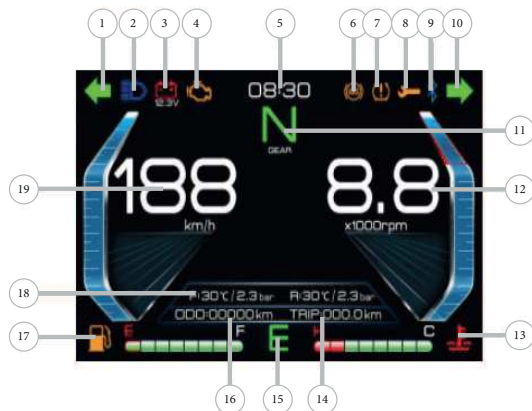 1 2 3 4 5 6 7 8 9 10
12.3V
08:30
N
GEAR
11
19 188 8.8 12
km/h x1000rpm
18 F:30℃/2.3bar R:30℃/2.3bar
ODO:00000km TRIP:000.0km
17 E F E H C 13
16 15 14